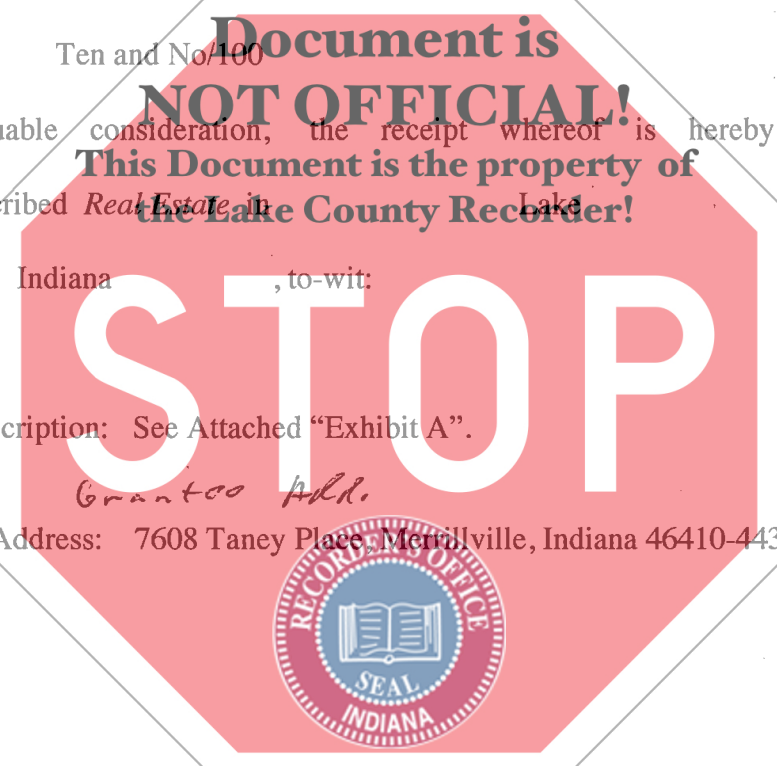 Document is
Ten and No/100
NOT OFFICIAL!
uable consideration, the receipt whereof is hereby
This Document is the property of
cribed Real Estate in Lake
the Lake County Recorder!
Indiana , to-wit:
STOP
cription: See Attached “Exhibit A”.
Grantee Add.
Address: 7608 Taney Place, Merrillville, Indiana 46410-443
RECORDER'S OFFICE
SEAL
INDIANA